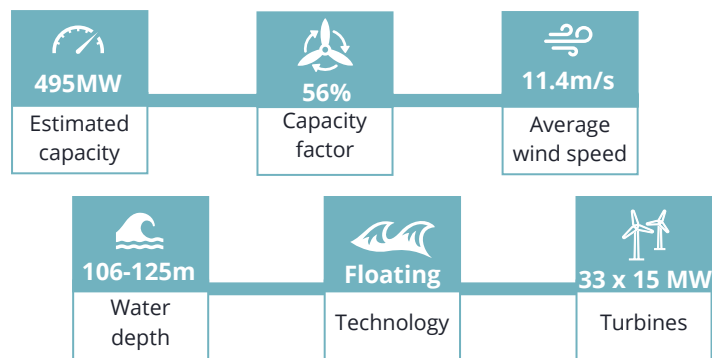 495MW
Estimated
capacity
56%
Capacity
factor
11.4m/s
Average
wind speed
106-125m
Water
depth
Floating
Technology
33 x 15 MW
Turbines